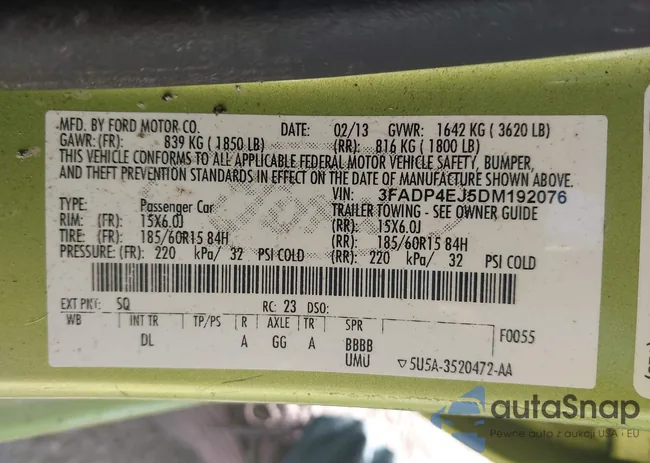 MFD. BY FORD MOTOR CO. DATE: 02/13 GVWR: 1642 KG ( 3620 LB)
GAWR: (FR): 839 KG ( 1850 LB) (RR): 816 KG ( 1800 LB)
THIS VEHICLE CONFORMS TO ALL APPLICABLE FEDERAL MOTOR VEHICLE SAFETY, BUMPER,
AND THEFT PREVENTION STANDARDS IN EFFECT ON THE DATE OF MANUFACTURE SHOWN ABOVE.
VIN: 3FADP4EJ5DM192076
TYPE: Passenger Car TRAILER TOWING - SEE OWNER GUIDE
RIM: (FR): 15X6.0J (RR): 15X6.0J
TIRE: (FR): 185/60R15 84H (RR): 185/60R15 84H
PRESSURE: (FR): 220 kPa/ 32 PSI COLD (RR): 220 kPa/ 32 PSI COLD
EXT PNT: SQ RC: 23 DSO:
WB INT TR TP/PS R AXLE TR SPR F0055
DL A GG A BBBB
UMU ▽5U5A-3520472-AA
autoSnap
Pewne auto z aukcji USA i EU